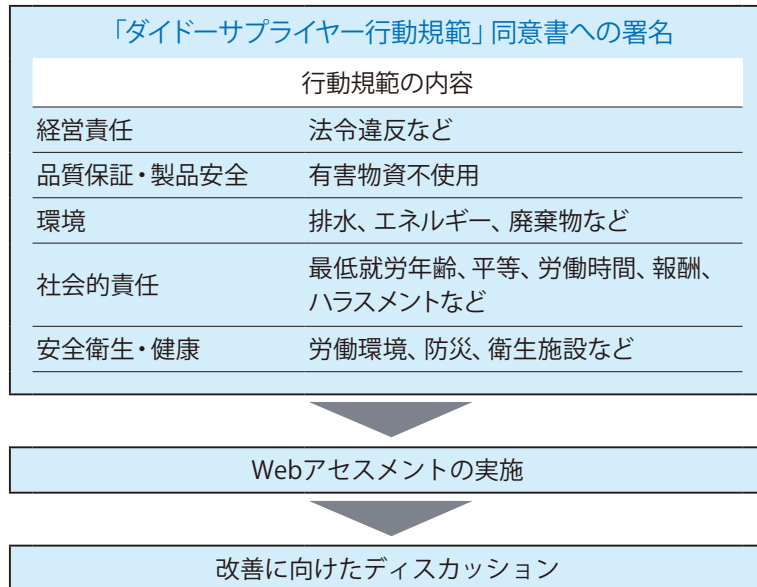 「ダイドーサプライヤー行動規範」同意書への署名
行動規範の内容
経営責任 法令違反など
品質保証・製品安全 有害物資不使用
環境 排水、エネルギー、廃棄物など
社会的責任 最低就労年齢、平等、労働時間、報酬、
ハラスメントなど
安全衛生・健康 労働環境、防災、衛生施設など
Webアセスメントの実施
改善に向けたディスカッション